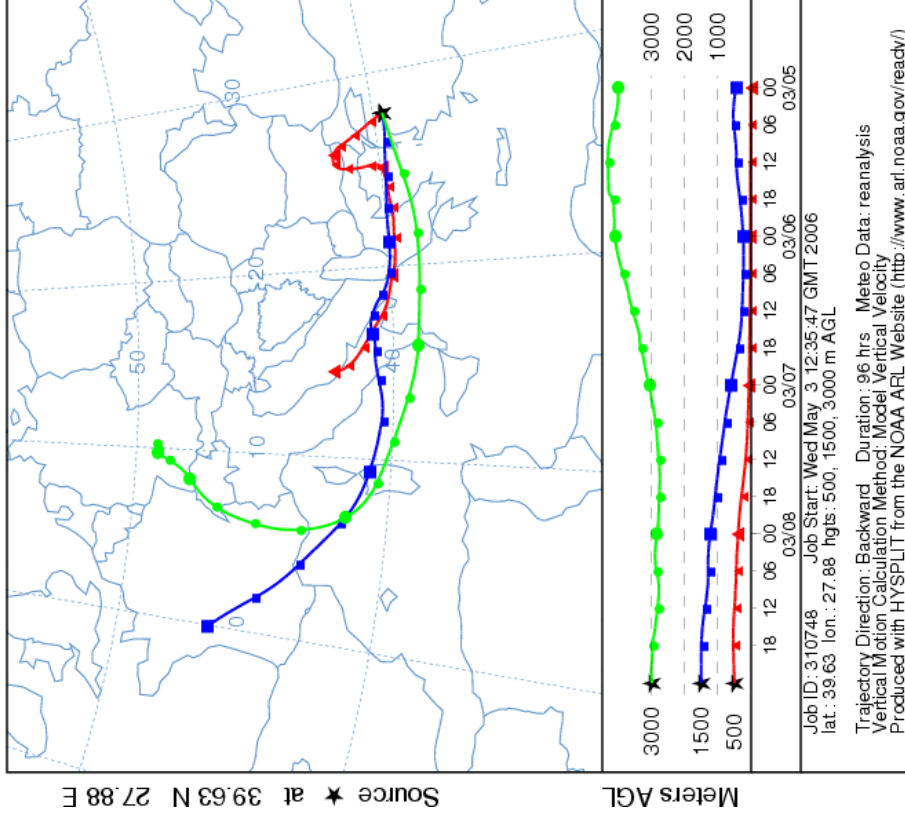 Source ★ at 39.63 N 27.88 E
30
20
10
0
50
40
Meters AGL
3000
1500
500
3000
2000
1000
18 12 06 00 18 12 06 00 18 12 06 00 18 12 06 00
03/08 03/07 03/06 03/05
Job ID: 310748 Job Start: Wed May 3 12:35:47 GMT 2006
lat.: 39.63 lon.: 27.88 hgts: 500, 1500, 3000 m AGL
Trajectory Direction: Backward Duration: 96 hrs Meteo Data: reanalysis
Vertical Motion Calculation Method: Model Vertical Velocity
Produced with HYSPLIT from the NOAA ARL Website (http://www.arl.noaa.gov/ready/)